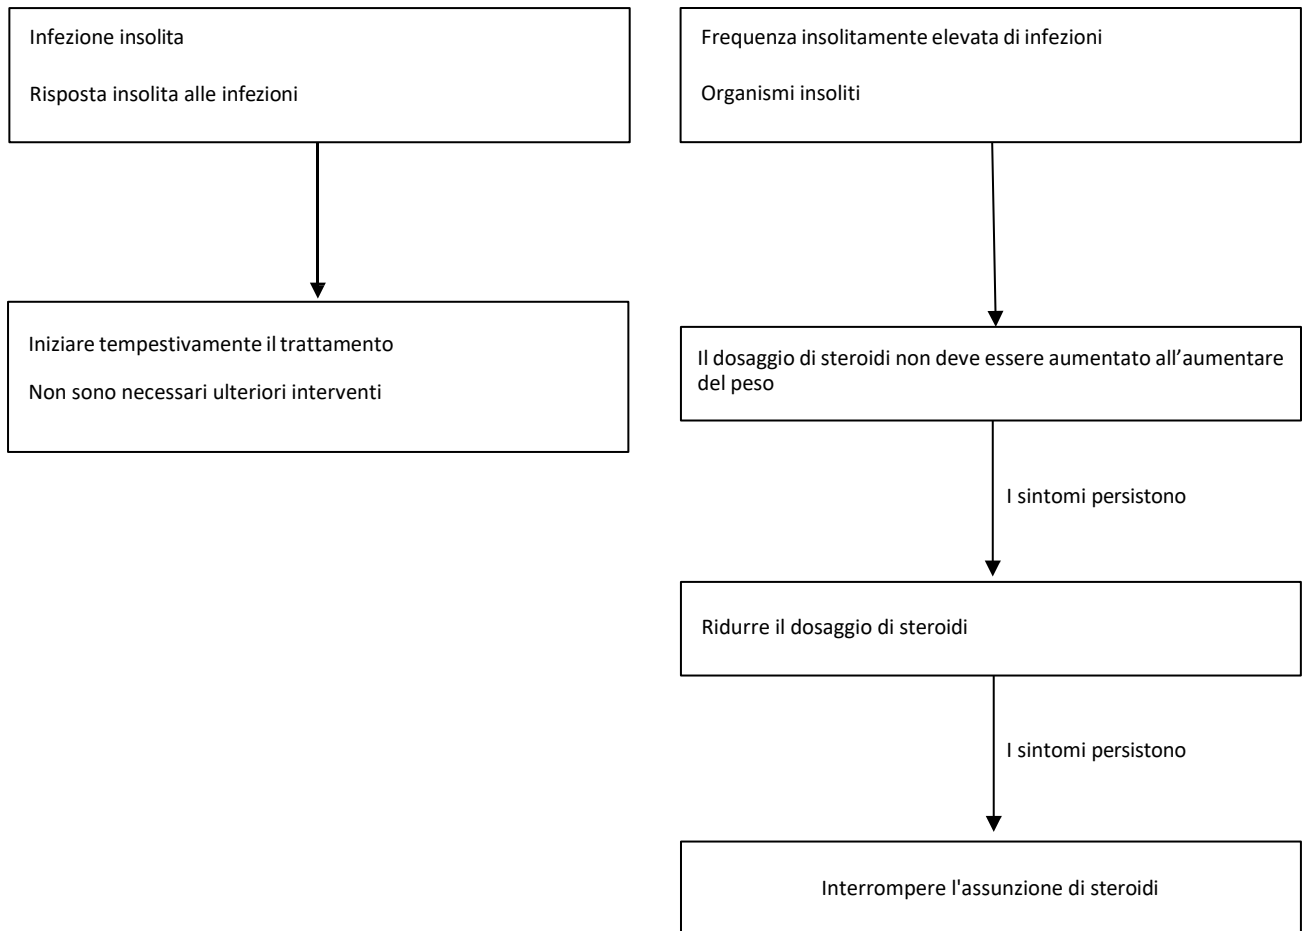 Infezione insolita
Risposta insolita alle infezioni
Frequenza insolitamente elevata di infezioni
Organismi insoliti
Iniziare tempestivamente il trattamento
Non sono necessari ulteriori interventi
Il dosaggio di steroidi non deve essere aumentato all’aumentare
del peso
I sintomi persistono
Ridurre il dosaggio di steroidi
I sintomi persistono
Interrompere l'assunzione di steroidi